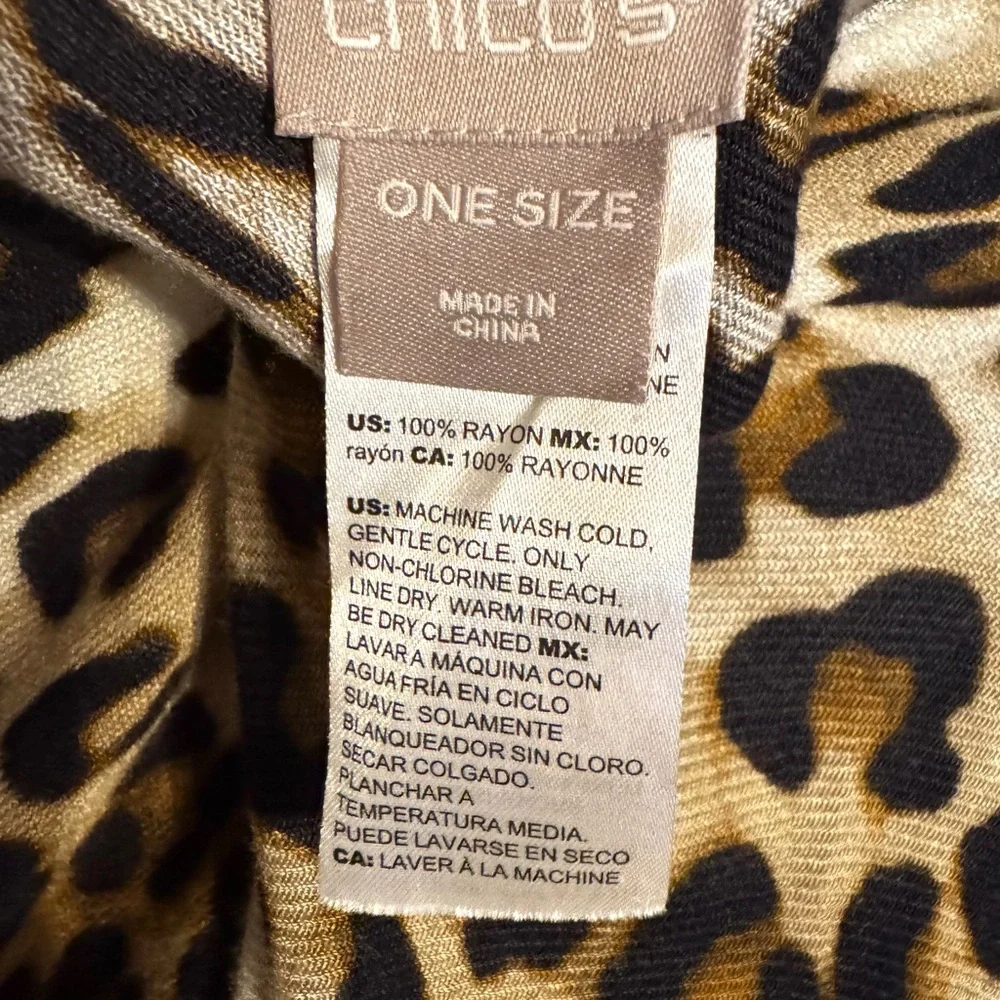 CHICO'S
ONE SIZE
MADE IN
CHINA
N
NE
US: 100% RAYON MX: 100%
rayón CA: 100% RAYONNE
US: MACHINE WASH COLD,
GENTLE CYCLE. ONLY
NON-CHLORINE BLEACH.
LINE DRY. WARM IRON. MAY
BE DRY CLEANED MX:
LAVAR A MÁQUINA CON
AGUA FRÍA EN CICLO
SUAVE. SOLAMENTE
BLANQUEADOR SIN CLORO.
SECAR COLGADO.
PLANCHAR A
TEMPERATURA MEDIA.
PUEDE LAVARSE EN SECO
CA: LAVER À LA MACHINE